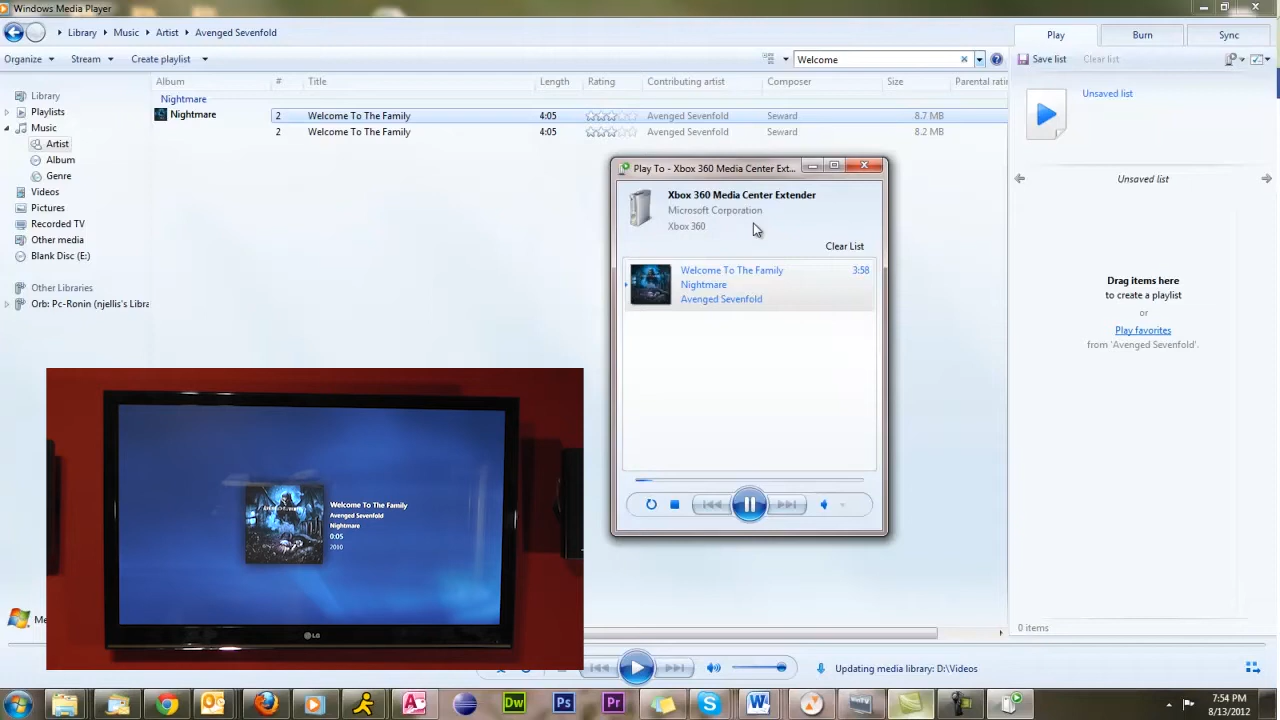 Windows Media Player
Library Music Artist Avenged Sevenfold
Play Burn Sync
Organize Stream Create playlist Welcome Save list Clear list
Album # Title Length Rating Contributing artist Composer Size Parental ratin
Nightmare
Nightmare 2 Welcome To The Family 4:05 Avenged Sevenfold Seward 8.7 MB
2 Welcome To The Family 4:05 Avenged Sevenfold Seward 8.2 MB
Library
Playlists
Music
Artist
Album
Genre
Videos
Pictures
Recorded TV
Other media
Blank Disc (E:)
Other Libraries
Orb: Pc-Ronin (njellis's Libra
Play To - Xbox 360 Media Center Ext...
Xbox 360 Media Center Extender
Microsoft Corporation
Xbox 360
Clear List
Welcome To The Family 3:58
Nightmare
Avenged Sevenfold
Unsaved list
Unsaved list
Drag items here
to create a playlist
or
Play favorites
from 'Avenged Sevenfold'.
0 items
Welcome To The Family
Avenged Sevenfold
Nightmare
0:05
2010
LG
Updating media library: D:\Videos
Dw Ps Pr
7:54 PM
8/13/2012